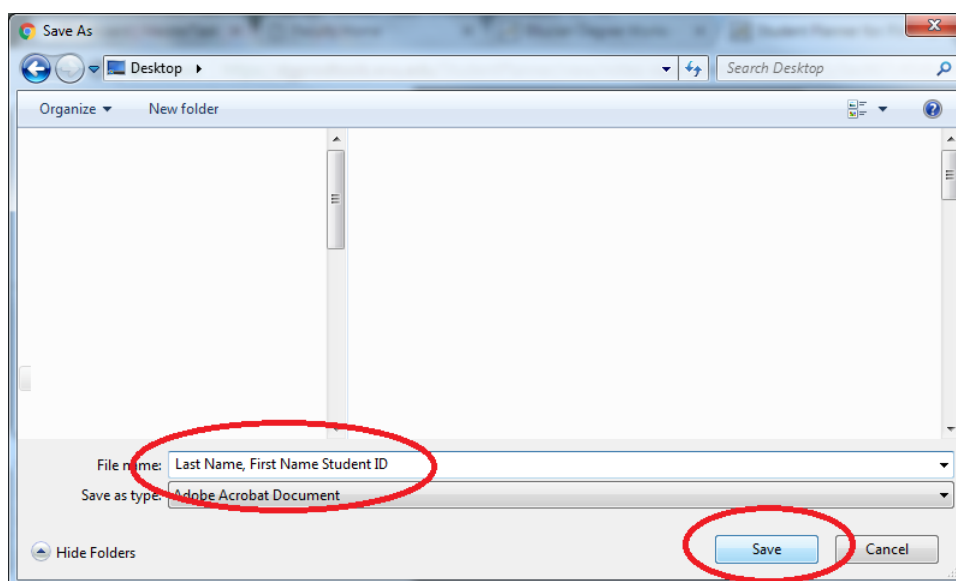 Save As
Desktop
Search Desktop
Organize
New folder
File name: Last Name, First Name Student ID
Save as type: Adobe Acrobat Document
Hide Folders
Save
Cancel